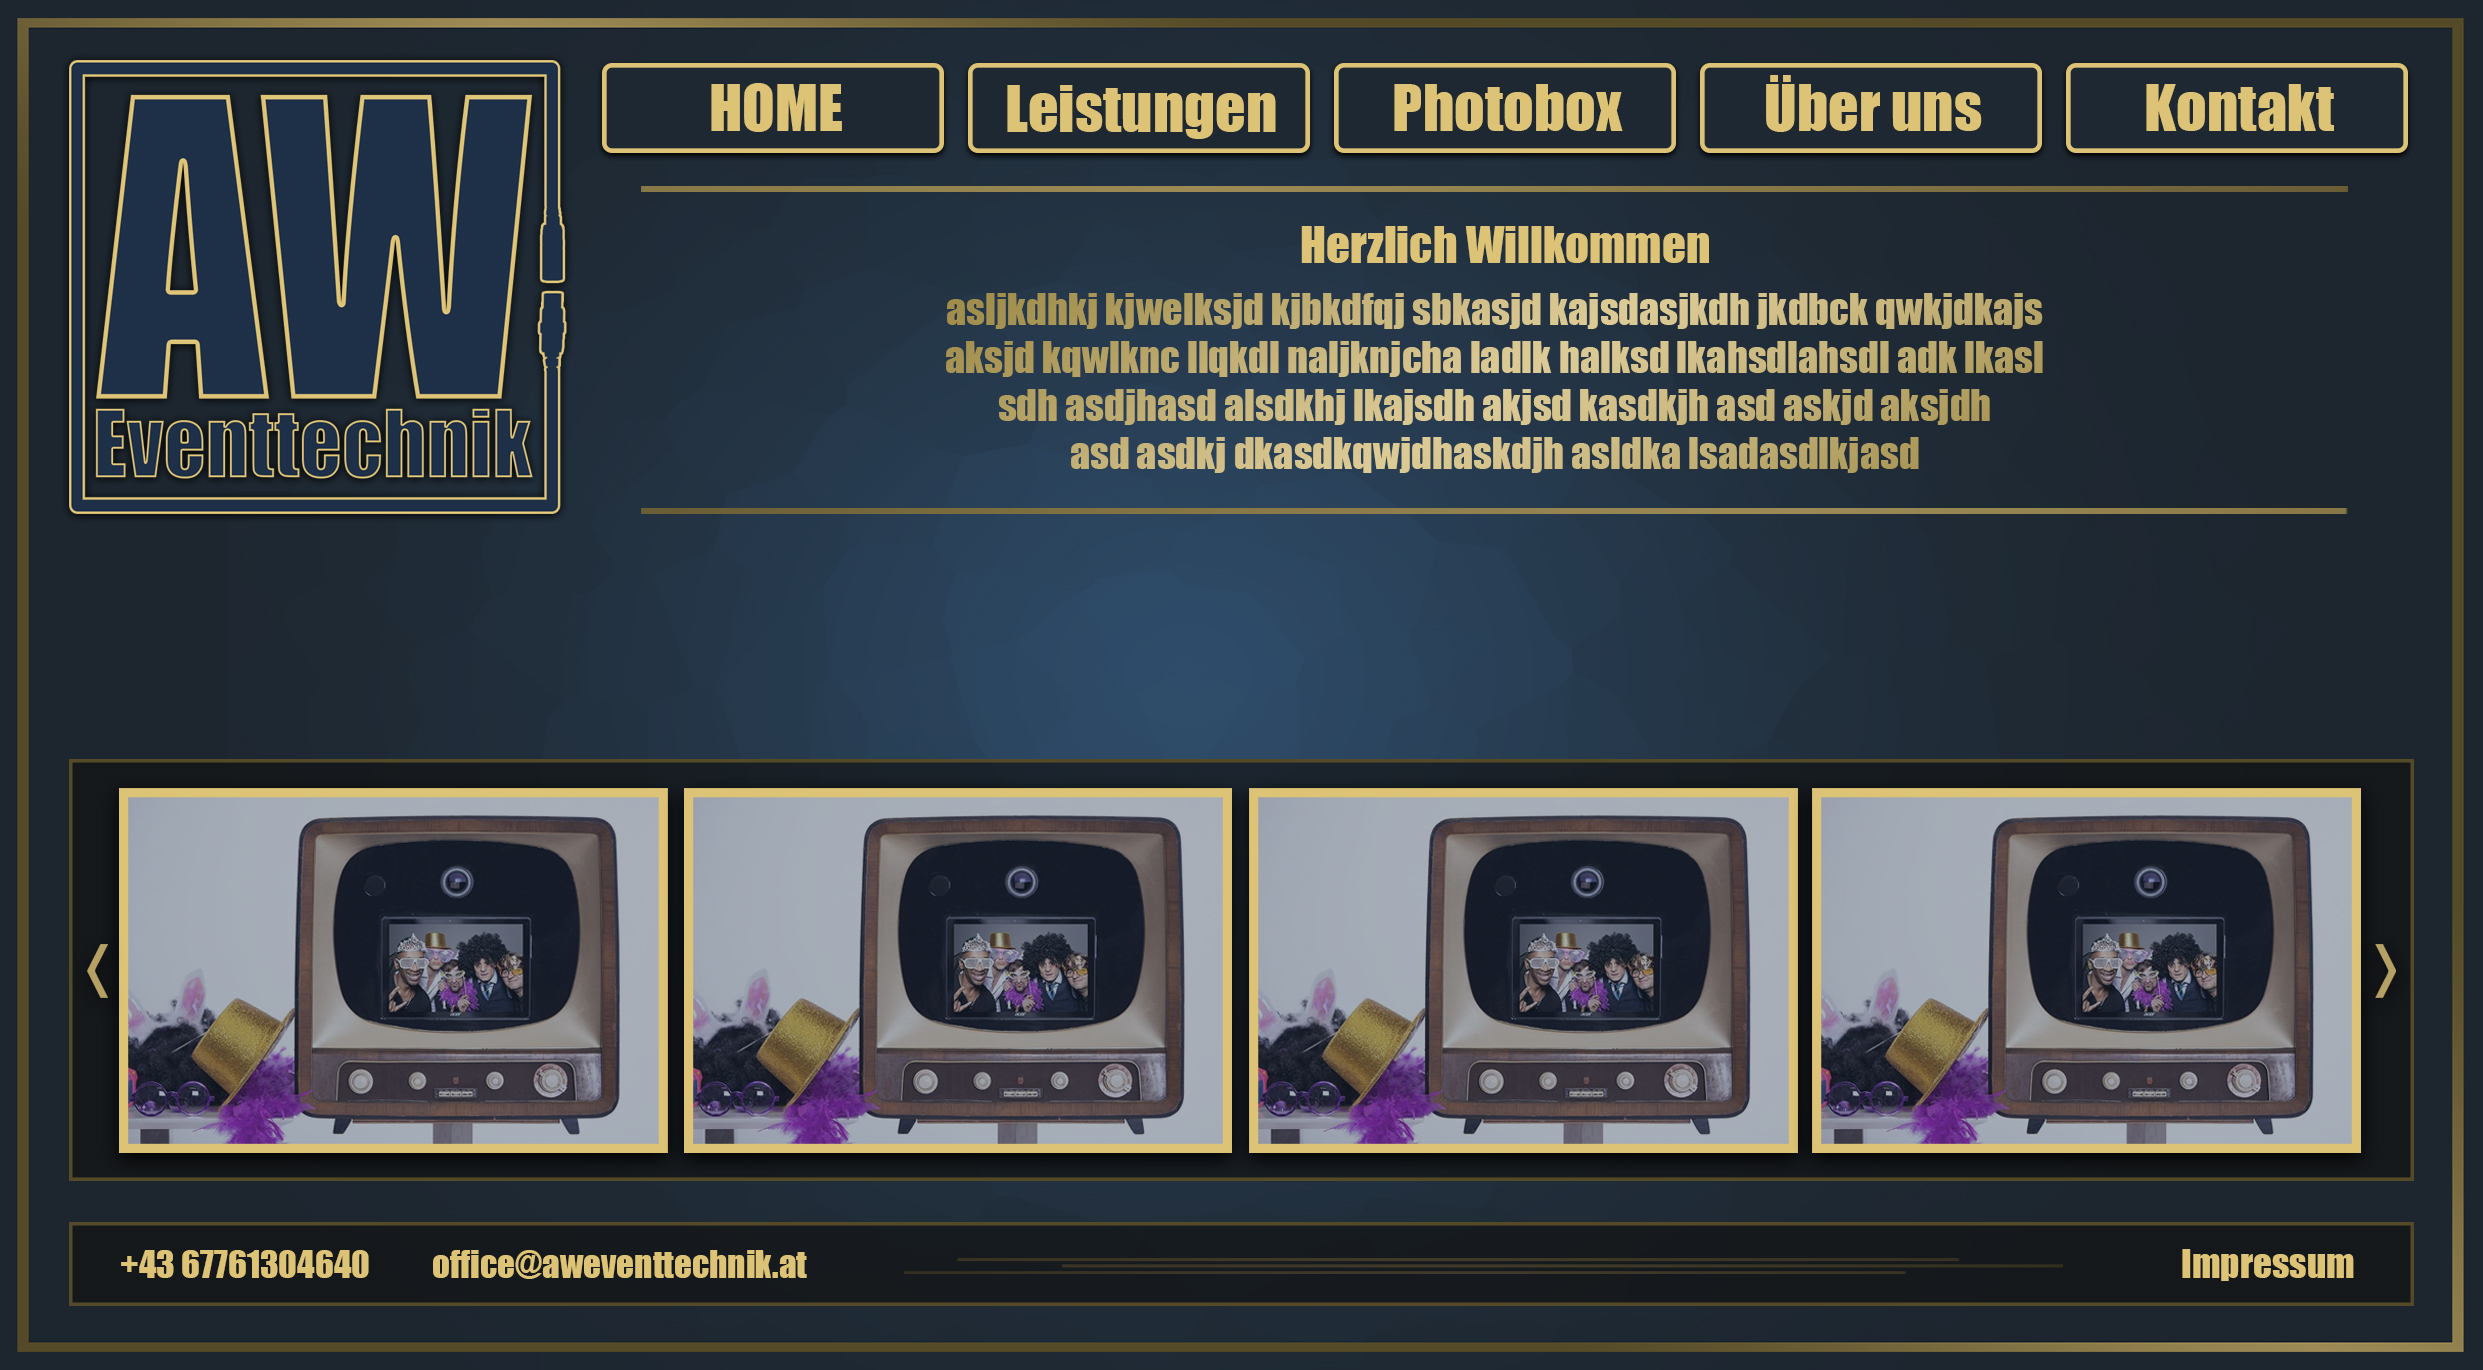 AW
Eventtechnik
HOME
Leistungen
Photobox
Über uns
Kontakt
Herzlich Willkommen
asljkdhkj kjwelksjd kjbkdfqj sbkasjd kajsdasjkdh jkdbck qwkjdkajs
aksjd kqwlknc llqkdl naljknjcha ladlk halksd lkahsdlahsdl adk lkasl
sdh asdjhasd alsdkhj lkajsdh akjsd kasdkjh asd askjd aksjdh
asd asdkj dkasdkqwjdhaskdjh asldka lsadasdlkjasd
+43 67761304640
office@aweventtechnik.at
Impressum